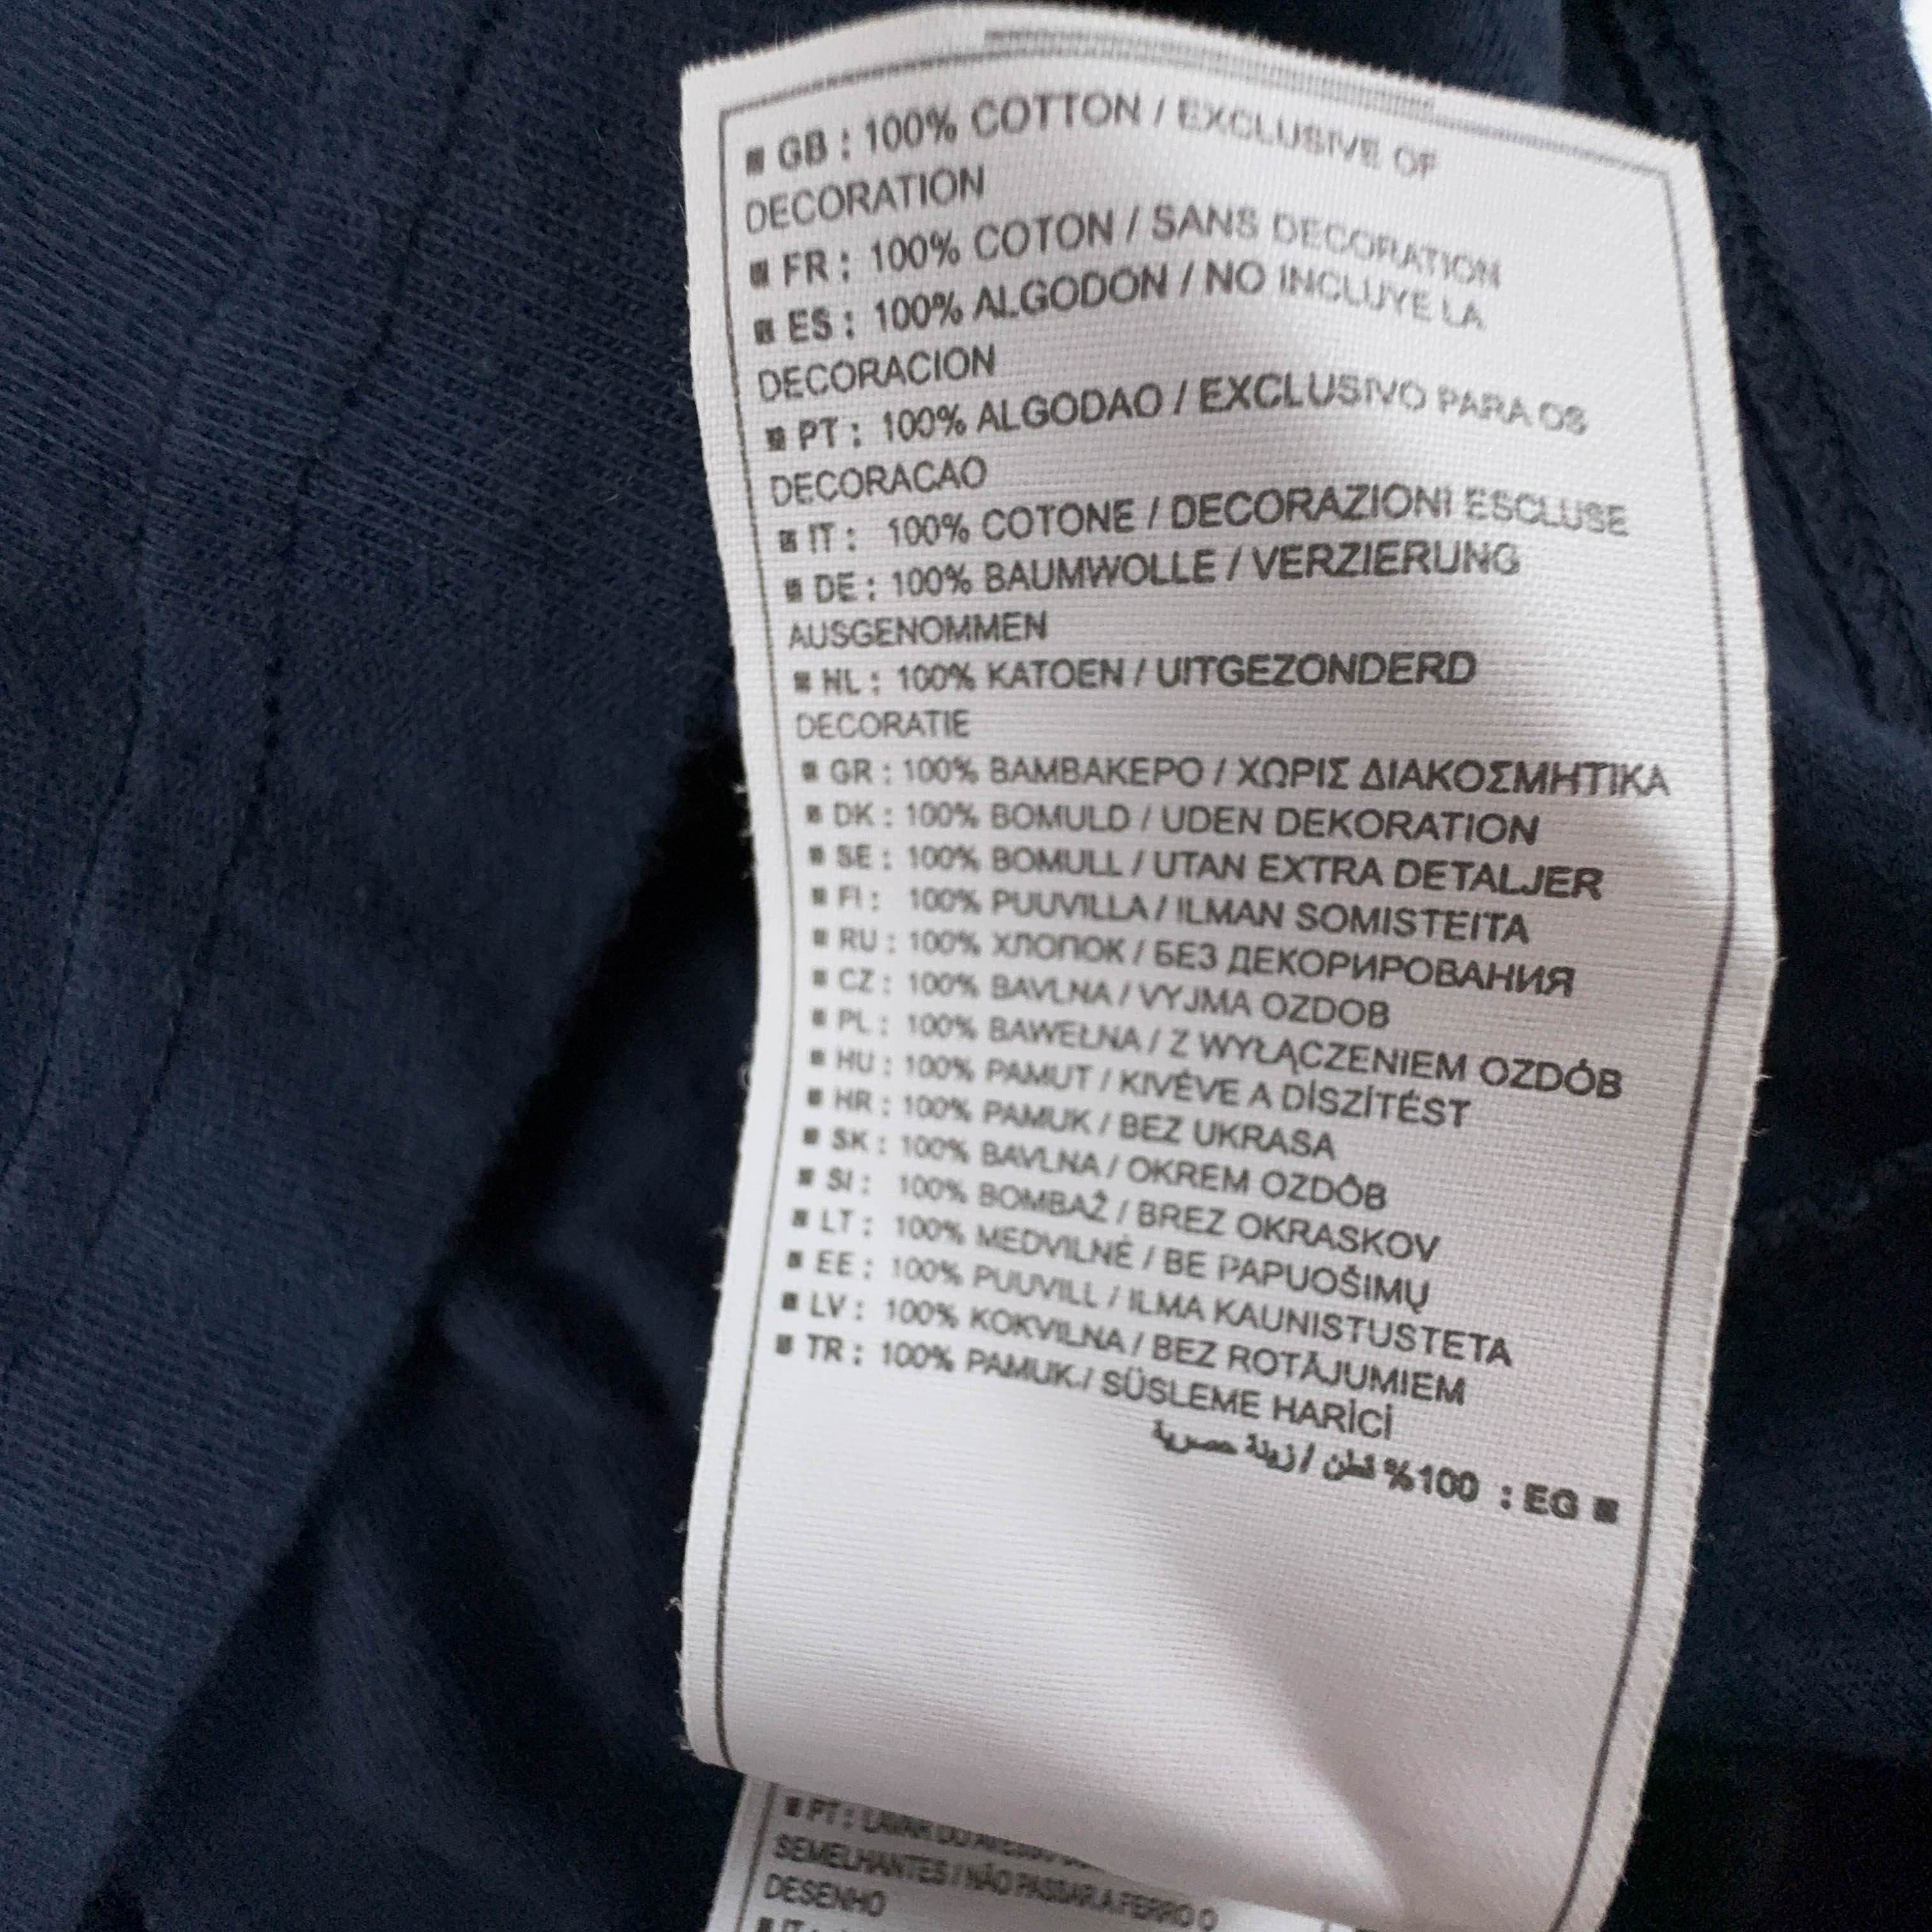 ■ GB : 100% COTTON / EXCLUSIVE OF
DECORATION
■ FR : 100% COTON / SANS DECORATION
■ ES : 100% ALGODON / NO INCLUYE LA
DECORACION
■ PT : 100% ALGODAO / EXCLUSIVO PARA OS
DECORACAO
■ IT : 100% COTONE / DECORAZIONI ESCLUSE
■ DE : 100% BAUMWOLLE / VERZIERUNG
AUSGENOMMEN
■ NL : 100% KATOEN / UITGEZONDERD
DECORATIE
■ GR : 100% ΒΑΜΒΑΚΕΡΟ / ΧΩΡΙΣ ΔΙΑΚΟΣΜΗΤΙΚΑ
■ DK : 100% BOMULD / UDEN DEKORATION
■ SE : 100% BOMULL / UTAN EXTRA DETALJER
■ FI : 100% PUUVILLA / ILMAN SOMISTEITA
■ RU : 100% ХЛОПОК / БЕЗ ДЕКОРИРОВАНИЯ
■ CZ : 100% BAVLNA / VYJMA OZDOB
■ PL : 100% BAWEŁNA / Z WYŁĄCZENIEM OZDÓB
■ HU : 100% PAMUT / KIVÉVE A DÍSZÍTÉST
■ HR : 100% PAMUK / BEZ UKRASA
■ SK : 100% BAVLNA / OKREM OZDÔB
■ SI : 100% BOMBAŽ / BREZ OKRASKOV
■ LT : 100% MEDVILNĖ / BE PAPUOŠIMŲ
■ EE : 100% PUUVILL / ILMA KAUNISTUSTETA
■ LV : 100% KOKVILNA / BEZ ROTĀJUMIEM
■ TR : 100% PAMUK / SÜSLEME HARİCİ
■ EG : 100% قطن / زينة حصرية
■ PT : LAVAR DO AVESSO
SEMELHANTES / NÃO PASSAR A FERRO O
DESENHO
■ IT :